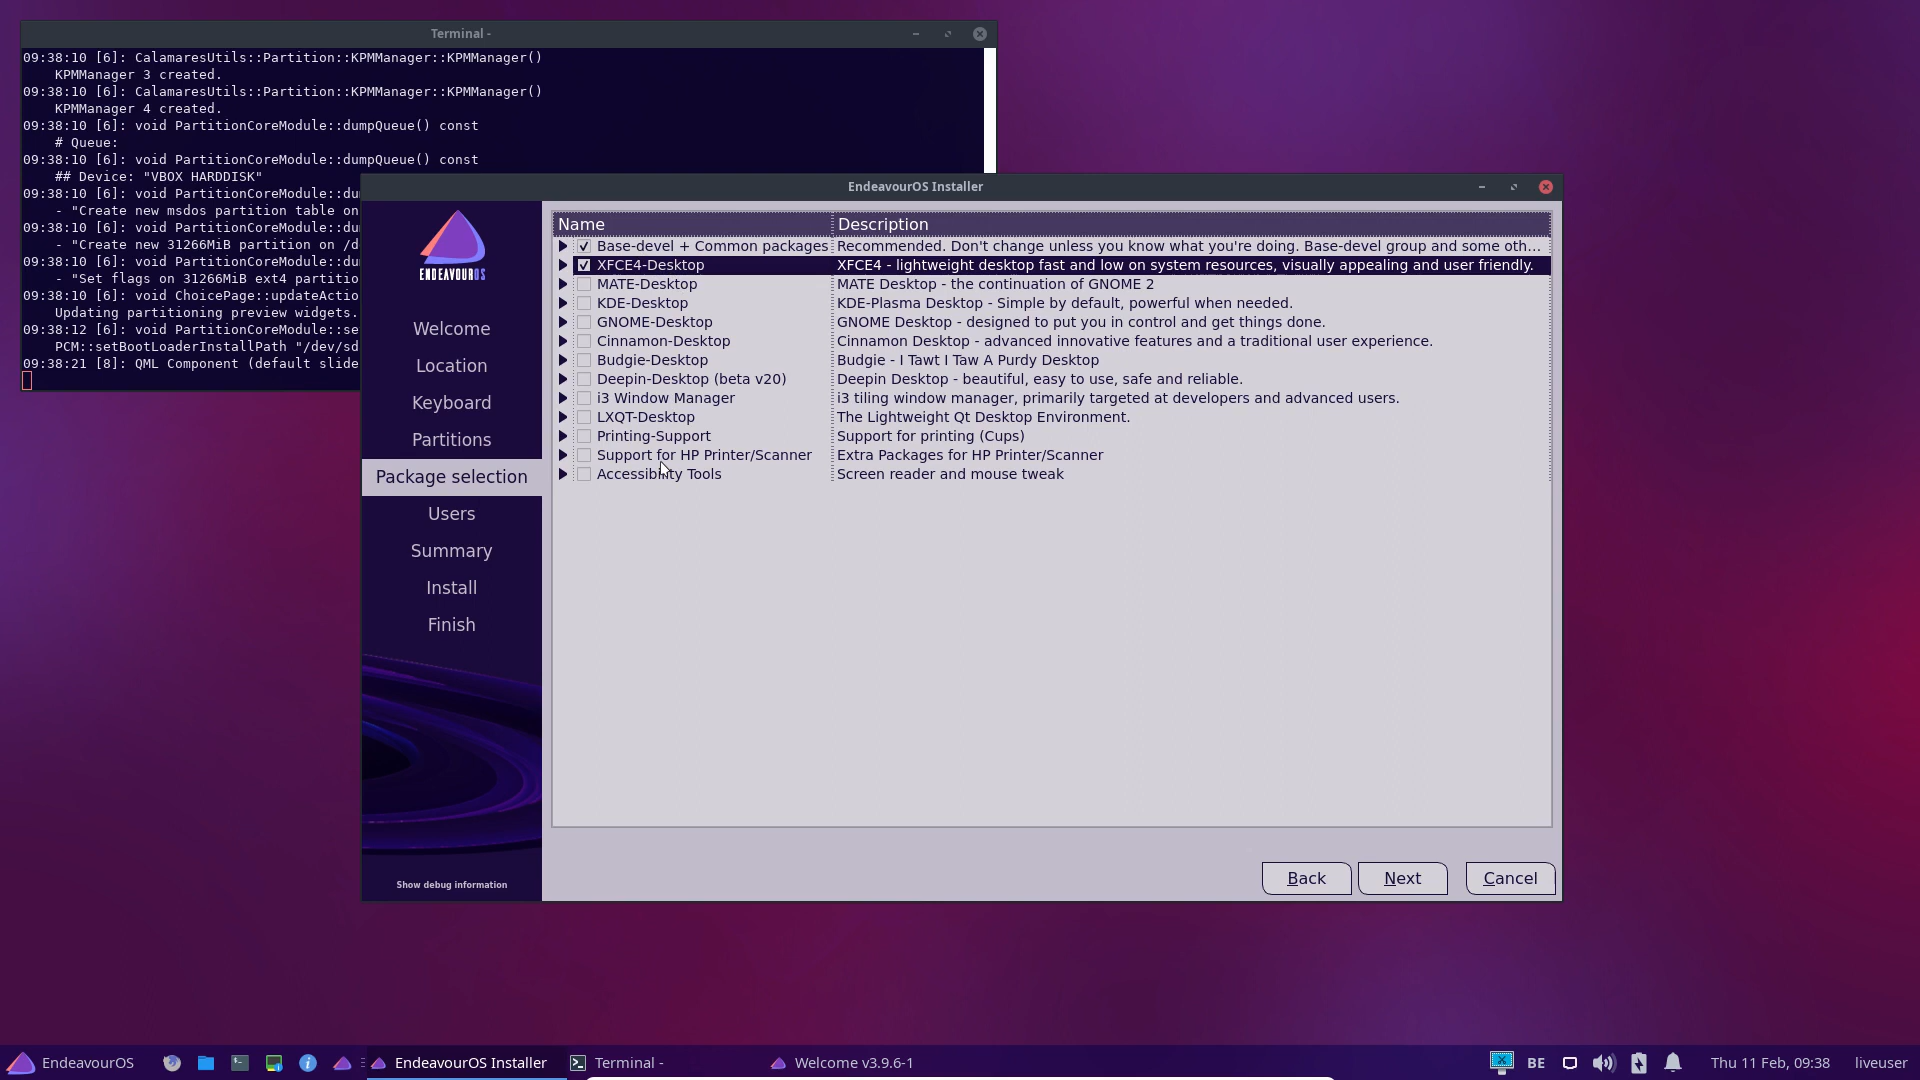 Terminal -
09:38:10 [6]: CalamaresUtils::Partition::KPMManager::KPMManager()
KPMManager 3 created.
09:38:10 [6]: CalamaresUtils::Partition::KPMManager::KPMManager()
KPMManager 4 created.
09:38:10 [6]: void PartitionCoreModule::dumpQueue() const
# Queue:
09:38:10 [6]: void PartitionCoreModule::dumpQueue() const
## Device: "VBOX HARDDISK"
09:38:10 [6]: void PartitionCoreModule::du
- "Create new msdos partition table on
09:38:10 [6]: void PartitionCoreModule::du
- "Create new 31266MiB partition on /d
09:38:10 [6]: void PartitionCoreModule::du
- "Set flags on 31266MiB ext4 partitio
09:38:10 [6]: void ChoicePage::updateActio
Updating partitioning preview widgets.
09:38:12 [6]: void PartitionCoreModule::se
PCM::setBootLoaderInstallPath "/dev/sd
09:38:21 [8]: QML Component (default slide
EndeavourOS Installer
ENDEAVOUROS
Welcome
Location
Keyboard
Partitions
Package selection
Users
Summary
Install
Finish
Show debug information
Name Description
Base-devel + Common packages Recommended. Don't change unless you know what you're doing. Base-devel group and some oth...
XFCE4-Desktop XFCE4 - lightweight desktop fast and low on system resources, visually appealing and user friendly.
MATE-Desktop MATE Desktop - the continuation of GNOME 2
KDE-Desktop KDE-Plasma Desktop - Simple by default, powerful when needed.
GNOME-Desktop GNOME Desktop - designed to put you in control and get things done.
Cinnamon-Desktop Cinnamon Desktop - advanced innovative features and a traditional user experience.
Budgie-Desktop Budgie - I Tawt I Taw A Purdy Desktop
Deepin-Desktop (beta v20) Deepin Desktop - beautiful, easy to use, safe and reliable.
i3 Window Manager i3 tiling window manager, primarily targeted at developers and advanced users.
LXQT-Desktop The Lightweight Qt Desktop Environment.
Printing-Support Support for printing (Cups)
Support for HP Printer/Scanner Extra Packages for HP Printer/Scanner
Accessibility Tools Screen reader and mouse tweak
Back Next Cancel
EndeavourOS EndeavourOS Installer Terminal - Welcome v3.9.6-1 BE Thu 11 Feb, 09:38 liveuser